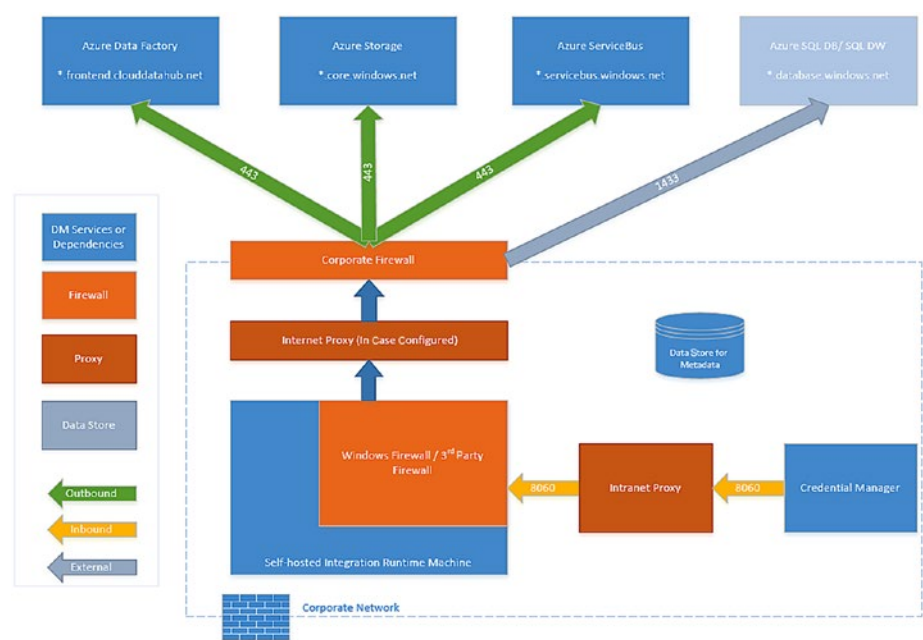 Azure Data Factory
*.frontend.clouddatahub.net
Azure Storage
*.core.windows.net
Azure ServiceBus
*.servicebus.windows.net
Azure SQL DB/ SQL DW
*.database.windows.net
443
443
443
1433
DM Services or
Dependencies
Firewall
Proxy
Data Store
Outbound
Inbound
External
Corporate Firewall
Internet Proxy (In Case Configured)
Data Store for
Metadata
Windows Firewall / 3rd Party
Firewall
8060
Intranet Proxy
8060
Credential Manager
Self-hosted Integration Runtime Machine
Corporate Network